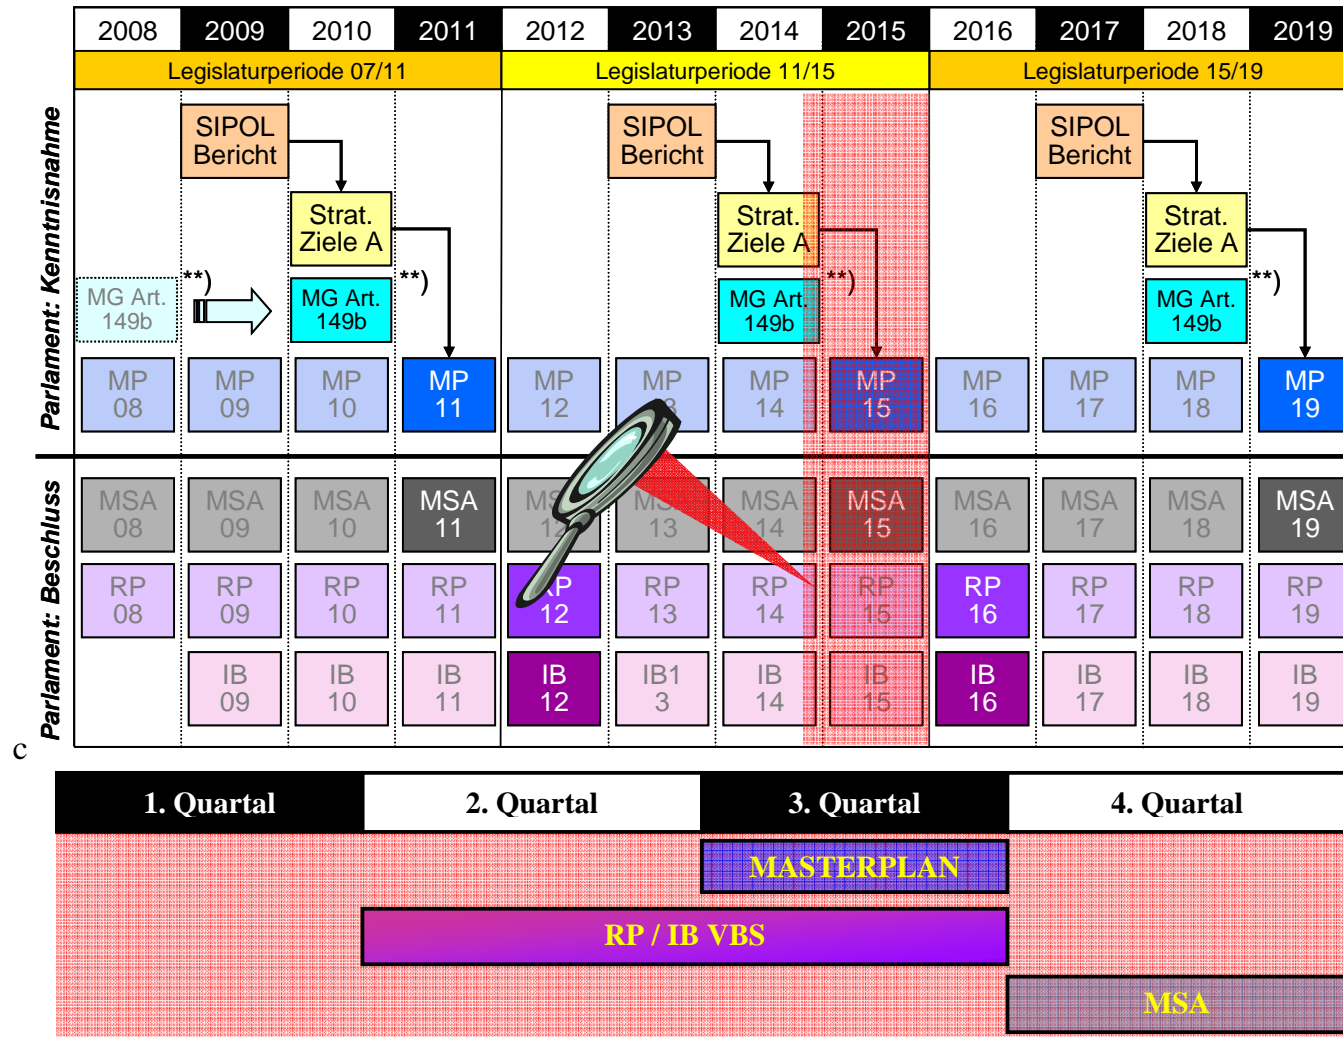 2008 2009 2010 2011 2012 2013 2014 2015 2016 2017 2018 2019
Legislaturperiode 07/11 Legislaturperiode 11/15 Legislaturperiode 15/19
Parlament: Kenntnisnahme
SIPOL SIPOL SIPOL
Bericht Bericht Bericht
Strat. Strat. Strat.
Ziele A Ziele A Ziele A
**) **) **) **)
MG Art. MG Art. MG Art. MG Art.
149b 149b 149b 149b
MP MP MP MP MP MP MP MP MP MP MP MP
08 09 10 11 12 3 14 15 16 17 18 19
Parlament: Beschluss
MSA MSA MSA MSA MS MSA MSA MSA MSA MSA MSA MSA
08 09 10 11 12 13 14 15 16 17 18 19
RP RP RP RP RP RP RP RP RP RP RP RP
08 09 10 11 12 13 14 15 16 17 18 19
IB IB IB IB IB1 IB IB IB IB IB IB
09 10 11 12 3 14 15 16 17 18 19
c
1. Quartal 2. Quartal 3. Quartal 4. Quartal
MASTERPLAN
RP / IB VBS
MSA